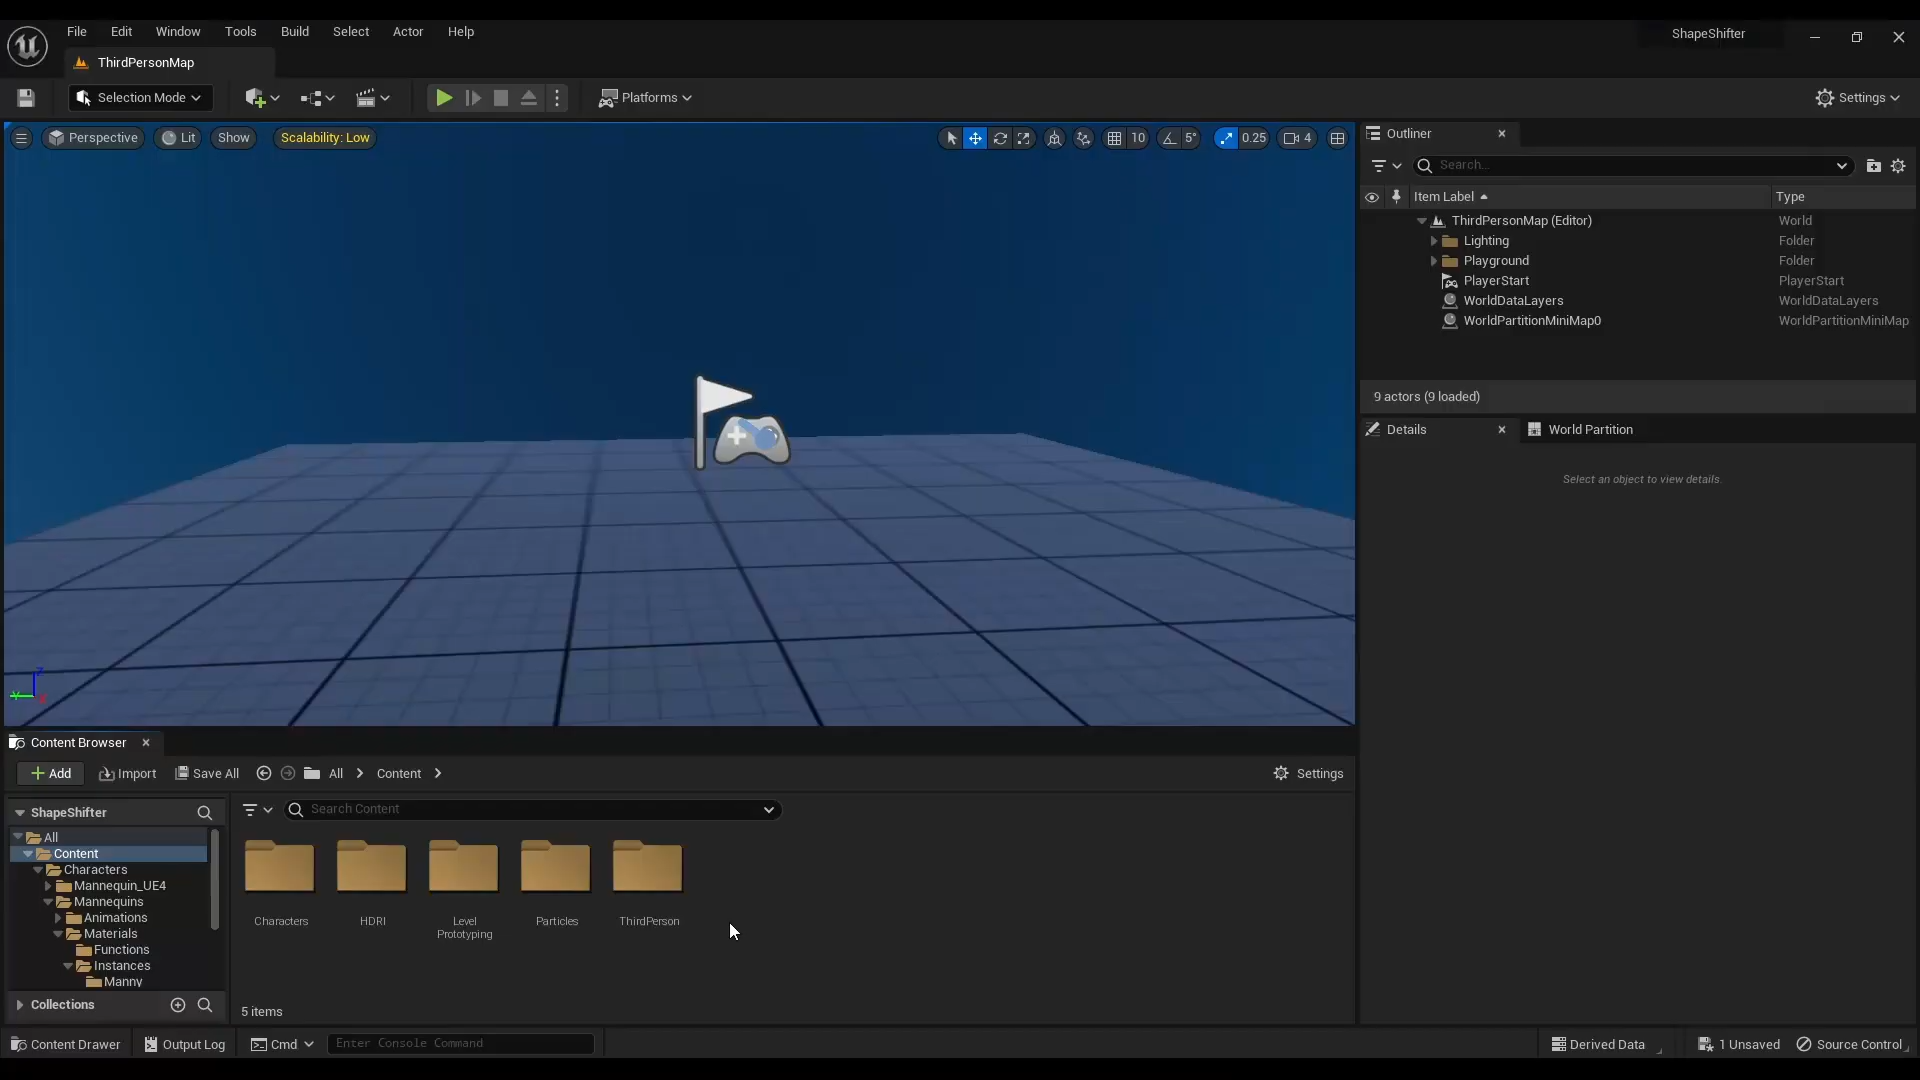 File Edit Window Tools Build Select Actor Help
ShapeShifter
ThirdPersonMap
Selection Mode
Platforms
Settings
Perspective Lit Show Scalability: Low
10 5° 0.25 4
Outliner
Search...
Item Label Type
ThirdPersonMap (Editor) World
Lighting Folder
Playground Folder
PlayerStart PlayerStart
WorldDataLayers WorldDataLayers
WorldPartitionMiniMap0 WorldPartitionMiniMap
9 actors (9 loaded)
Details World Partition
Select an object to view details.
Content Browser
Add Import Save All All Content Settings
ShapeShifter
Search Content
All
Content
Characters
Mannequin_UE4
Mannequins
Animations
Materials
Functions
Instances
Manny
Collections
Characters HDRI Level Prototyping Particles ThirdPerson
5 items
Content Drawer Output Log Cmd Enter Console Command Derived Data 1 Unsaved Source Control